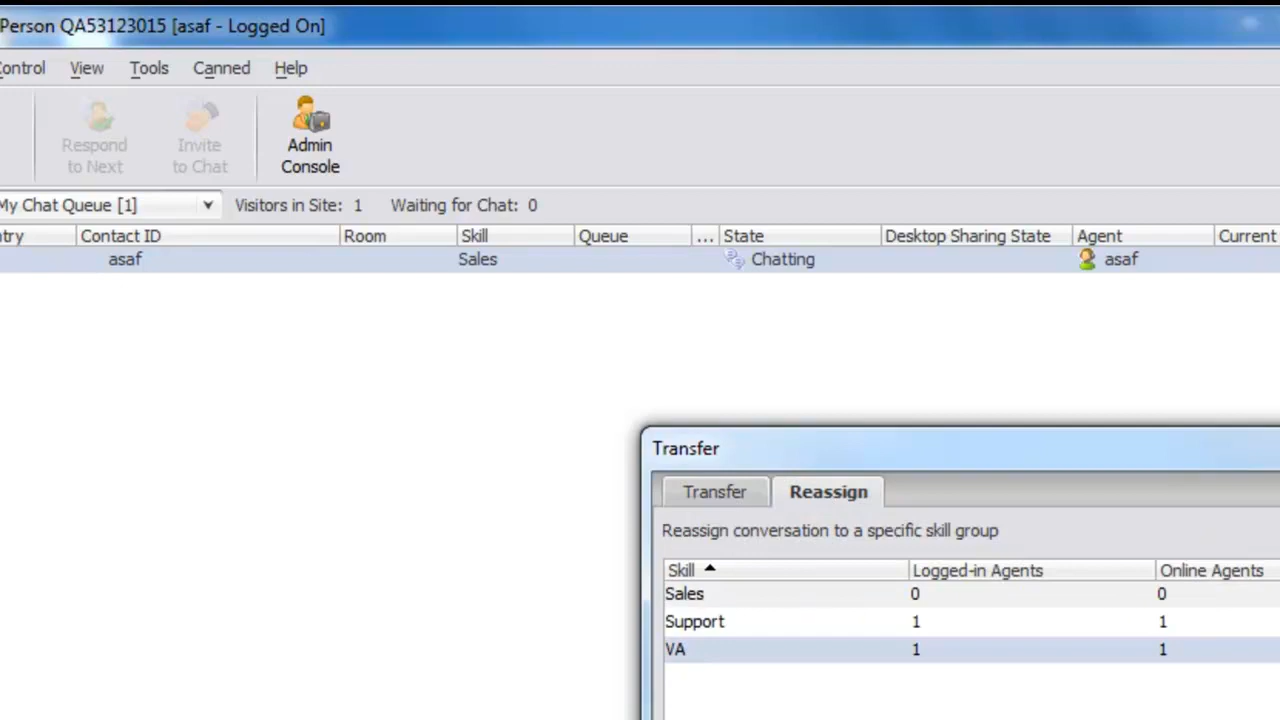 Person QA53123015 [asaf - Logged On]
Control View Tools Canned Help
Respond to Next
Invite to Chat
Admin Console
My Chat Queue [1] Visitors in Site: 1 Waiting for Chat: 0
try Contact ID Room Skill Queue ... State Desktop Sharing State Agent Current
asaf Sales Chatting asaf
Transfer
Transfer Reassign
Reassign conversation to a specific skill group
Skill Logged-in Agents Online Agents
Sales 0 0
Support 1 1
VA 1 1